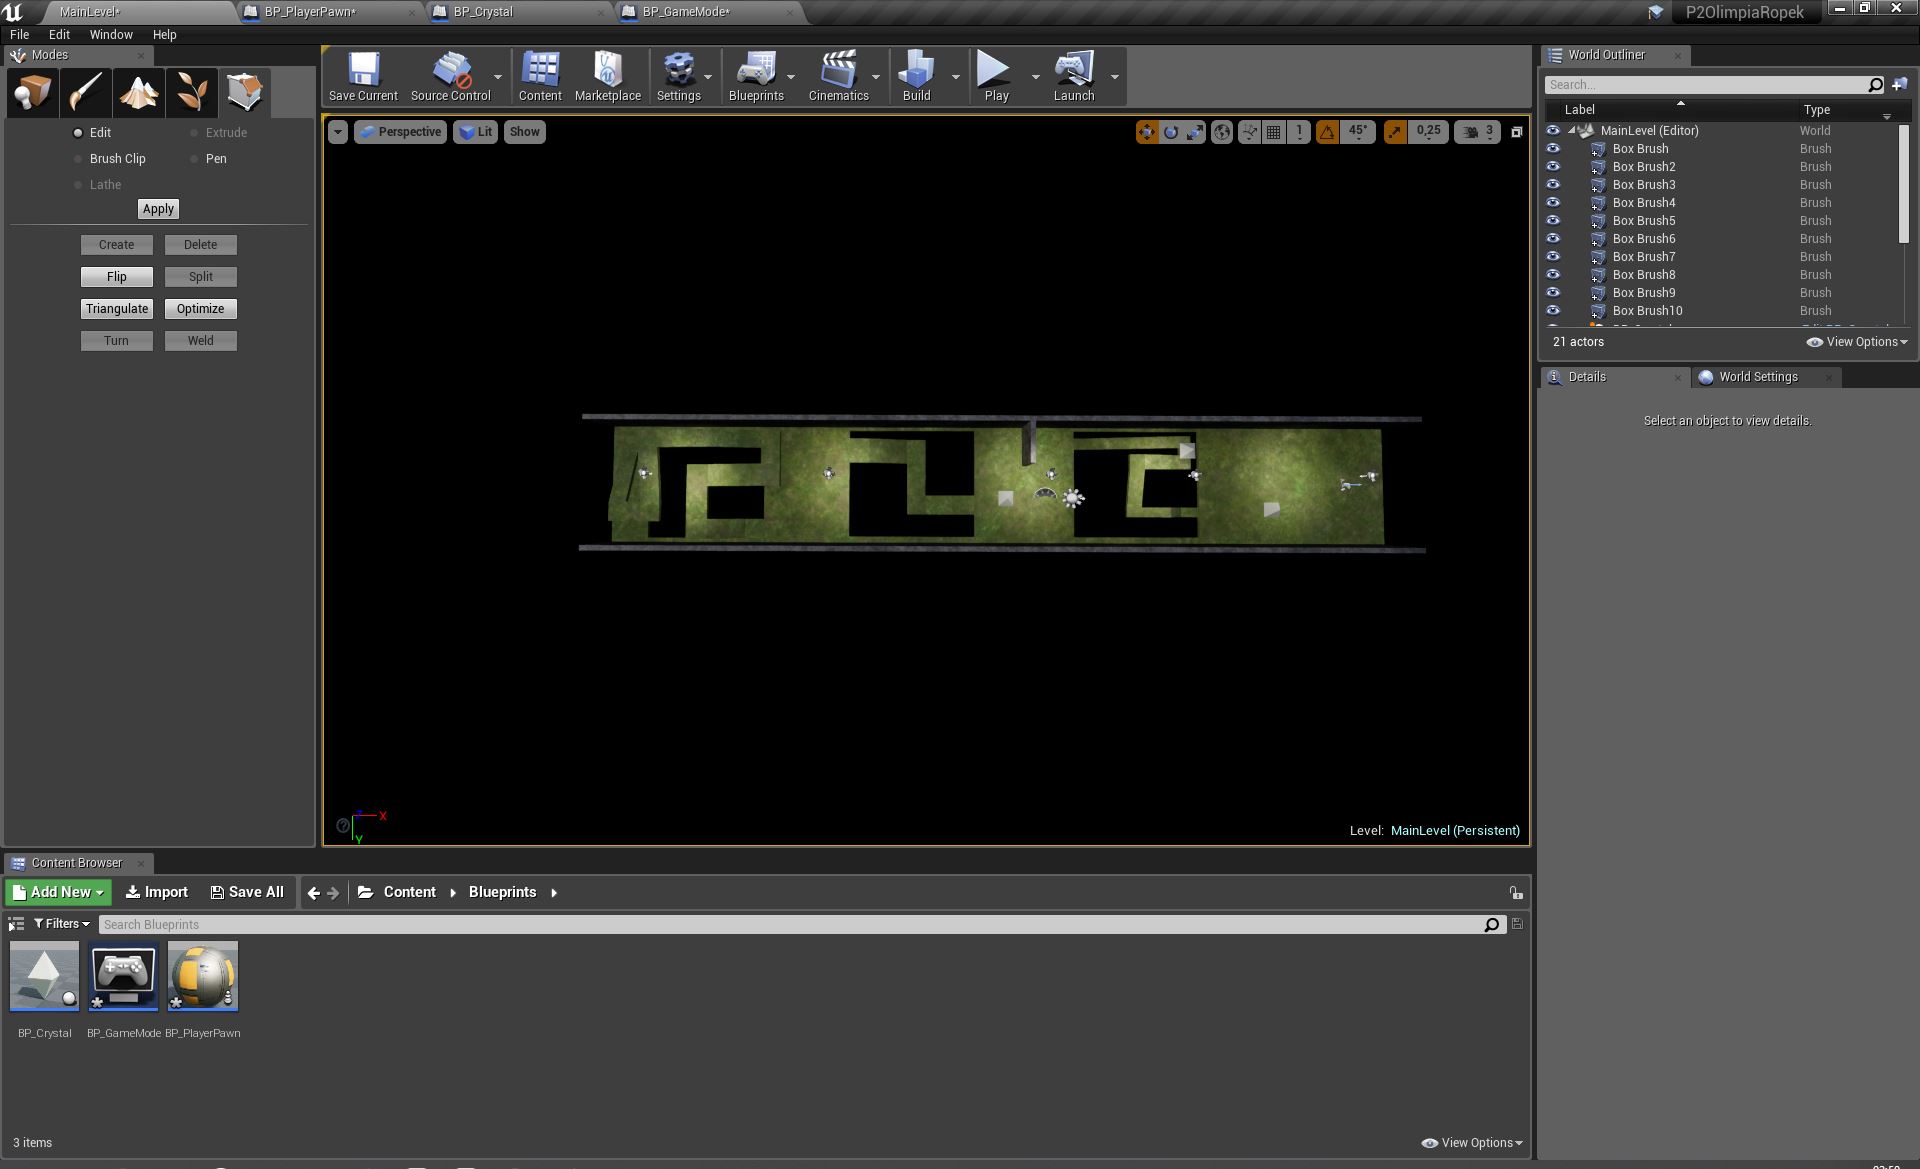 MainLevel* BP_PlayerPawn* BP_Crystal BP_GameMode* P2OlimpiaRopek
File Edit Window Help
Modes
Edit Extrude
Brush Clip Pen
Lathe
Apply
Create Delete
Flip Split
Triangulate Optimize
Turn Weld
Save Current Source Control Content Marketplace Settings Blueprints Cinematics Build Play Launch
Perspective Lit Show 1 45° 0,25 3
X
Y
Level: MainLevel (Persistent)
World Outliner
Search...
Label Type
MainLevel (Editor) World
Box Brush Brush
Box Brush2 Brush
Box Brush3 Brush
Box Brush4 Brush
Box Brush5 Brush
Box Brush6 Brush
Box Brush7 Brush
Box Brush8 Brush
Box Brush9 Brush
Box Brush10 Brush
21 actors View Options
Details World Settings
Select an object to view details.
Content Browser
Add New Import Save All Content Blueprints
Filters Search Blueprints
BP_Crystal BP_GameMode BP_PlayerPawn
3 items View Options